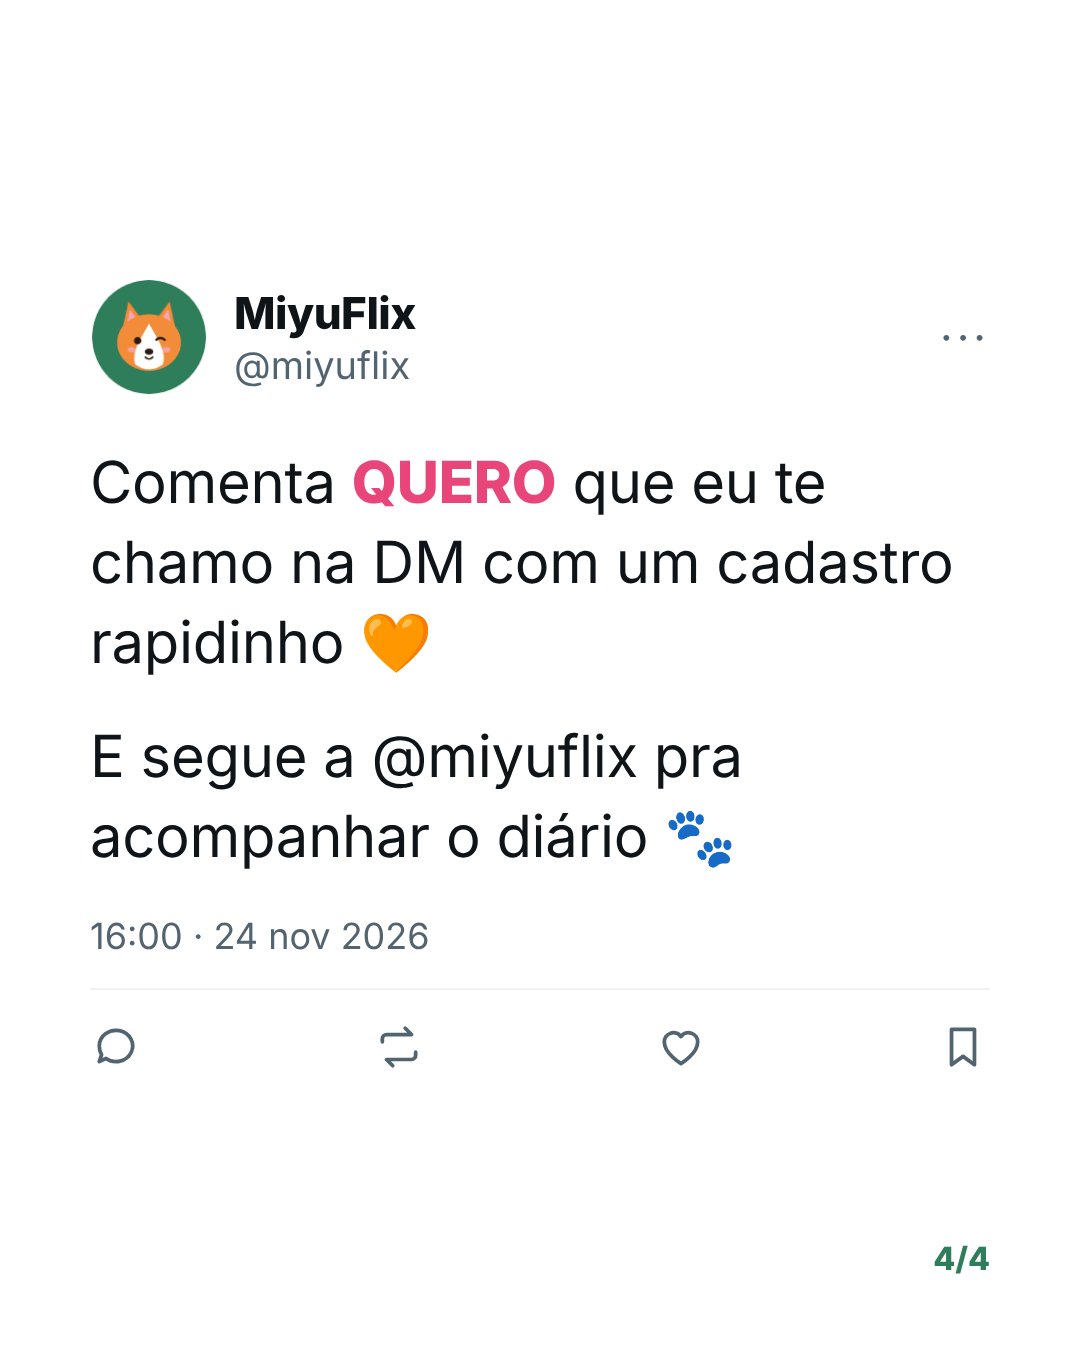 MiyuFlix
@miyuflix
Comenta QUERO que eu te
chamo na DM com um cadastro
rapidinho 🧡
E segue a @miyuflix pra
acompanhar o diário 🐾
16:00 · 24 nov 2026
4/4